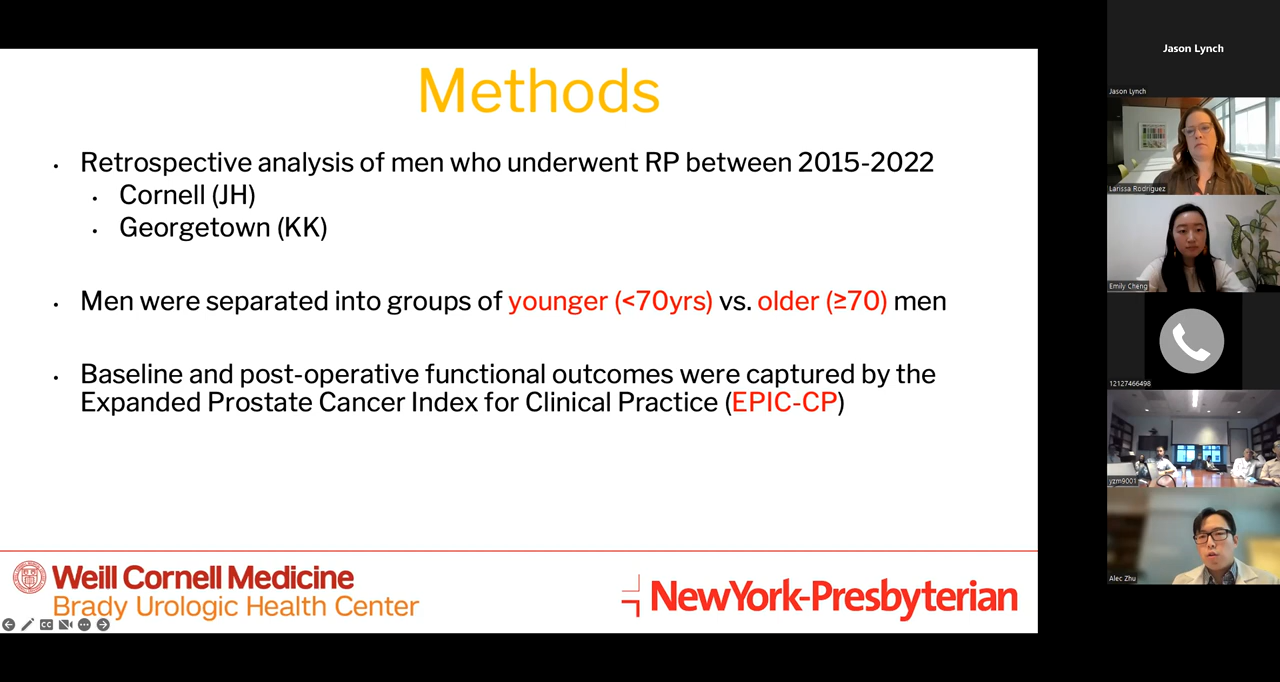 Methods
Retrospective analysis of men who underwent RP between 2015-2022
Cornell (JH)
Georgetown (KK)
Men were separated into groups of younger (<70yrs) vs. older (≥70) men
Baseline and post-operative functional outcomes were captured by the
Expanded Prostate Cancer Index for Clinical Practice (EPIC-CP)
Weill Cornell Medicine
Brady Urologic Health Center
NewYork-Presbyterian
CC
Jason Lynch
Jason Lynch
Larissa Rodriguez
Emily Cheng
12127466498
yzm9001
Alec Zhu